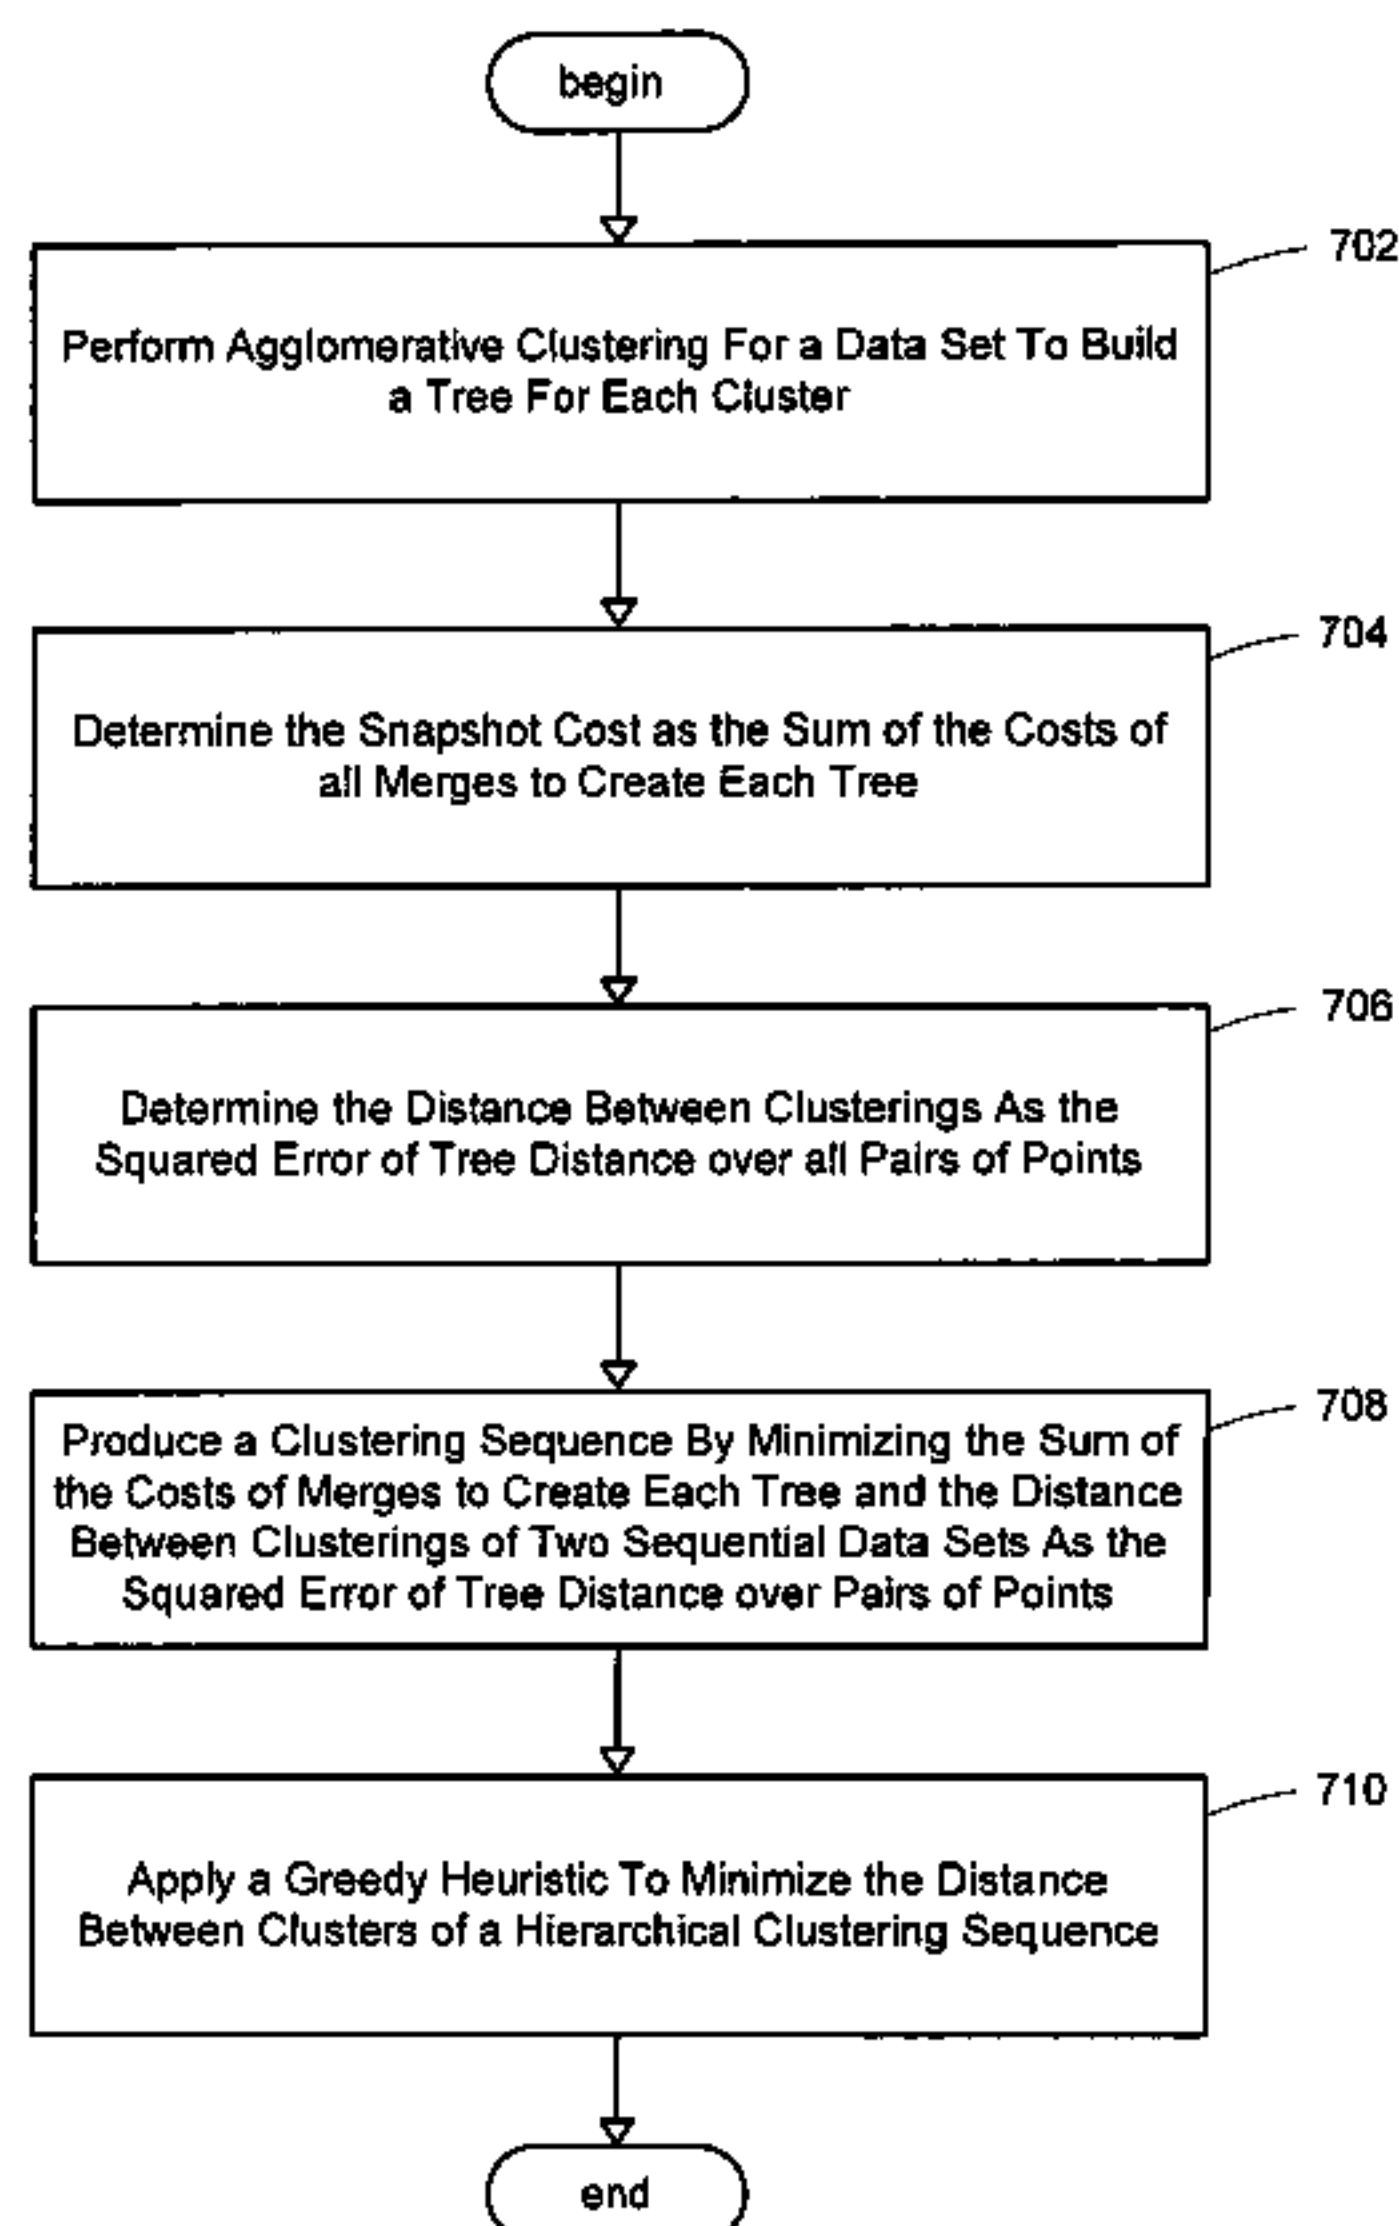 begin
702
Perform Agglomerative Clustering For a Data Set To Build
a Tree For Each Cluster
704
Determine the Snapshot Cost as the Sum of the Costs of
all Merges to Create Each Tree
706
Determine the Distance Between Clusterings As the
Squared Error of Tree Distance over all Pairs of Points
708
Produce a Clustering Sequence By Minimizing the Sum of
the Costs of Merges to Create Each Tree and the Distance
Between Clusterings of Two Sequential Data Sets As the
Squared Error of Tree Distance over Pairs of Points
710
Apply a Greedy Heuristic To Minimize the Distance
Between Clusters of a Hierarchical Clustering Sequence
end